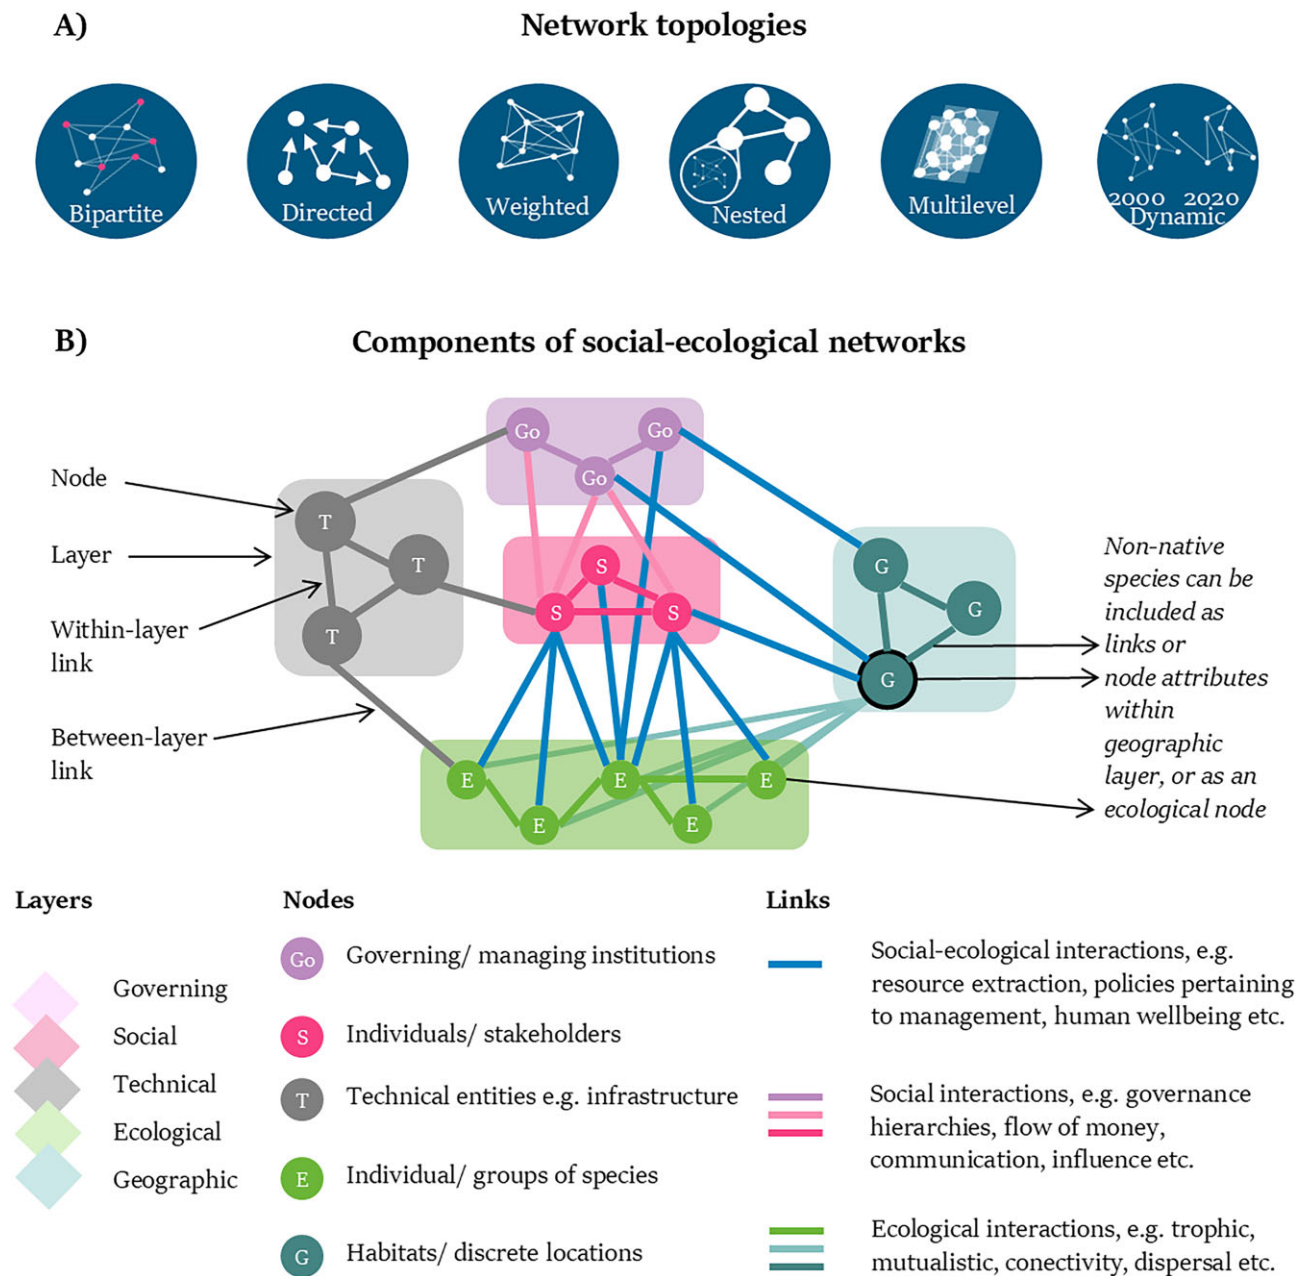 A)
Network topologies
Bipartite
Directed
Weighted
Nested
Multilevel
2000 2020
Dynamic
B)
Components of social-ecological networks
Node
Layer
Within-layer
link
Between-layer
link
Go
Go
Go
T
T
T
S
S
S
G
G
G
E
E
E
E
E
Non-native
species can be
included as
links or
node attributes
within
geographic
layer, or as an
ecological node
Layers
Governing
Social
Technical
Ecological
Geographic
Nodes
Go Governing/ managing institutions
S Individuals/ stakeholders
T Technical entities e.g. infrastructure
E Individual/ groups of species
G Habitats/ discrete locations
Links
Social-ecological interactions, e.g.
resource extraction, policies pertaining
to management, human wellbeing etc.
Social interactions, e.g. governance
hierarchies, flow of money,
communication, influence etc.
Ecological interactions, e.g. trophic,
mutualistic, conectivity, dispersal etc.